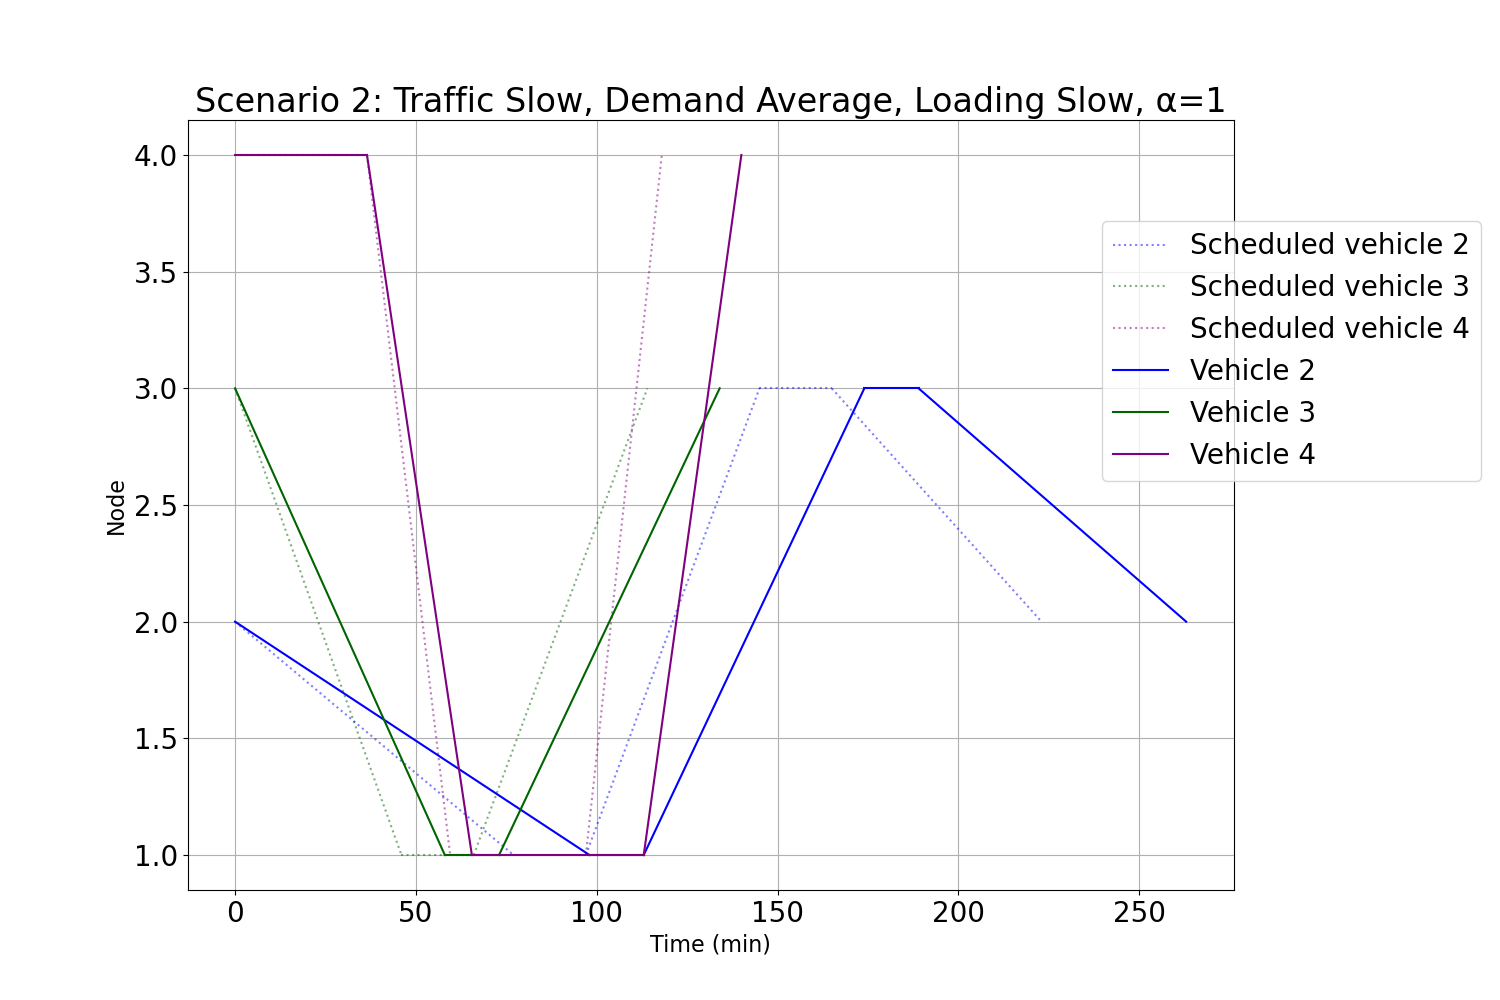 Scenario 2: Traffic Slow, Demand Average, Loading Slow, α=1
4.0
3.5
3.0
2.5
2.0
1.5
1.0
Node
0 50 100 150 200 250
Time (min)
Scheduled vehicle 2
Scheduled vehicle 3
Scheduled vehicle 4
Vehicle 2
Vehicle 3
Vehicle 4